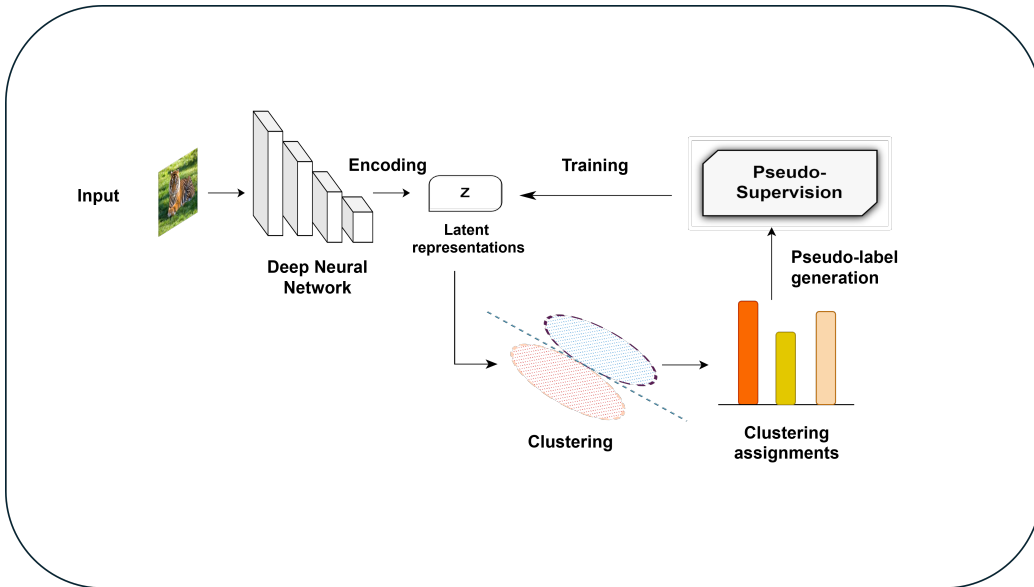 Input
Deep Neural
Network
Encoding
z
Latent
representations
Training
Pseudo-
Supervision
Pseudo-label
generation
Clustering
Clustering
assignments